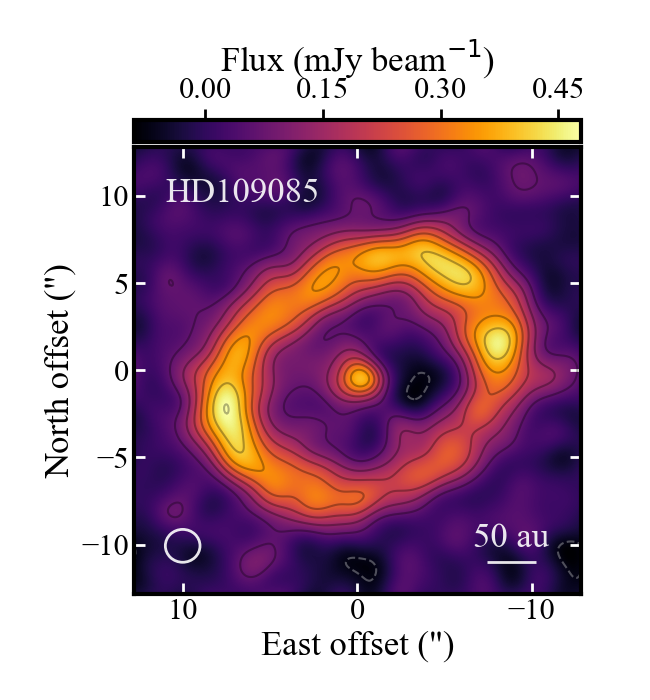 Flux (mJy beam⁻¹)
0.00 0.15 0.30 0.45
HD109085
10
5
0
−5
−10
North offset (")
50 au
10 0 −10
East offset (")